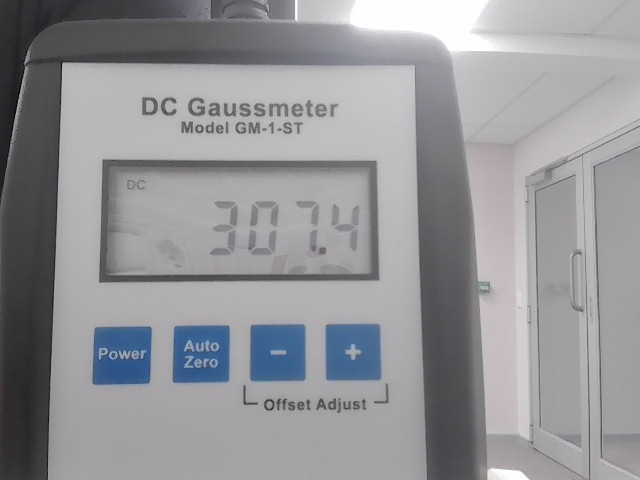 DC Gaussmeter
Model GM-1-ST
DC
307.4
Power
Auto
Zero
-
+
Offset Adjust